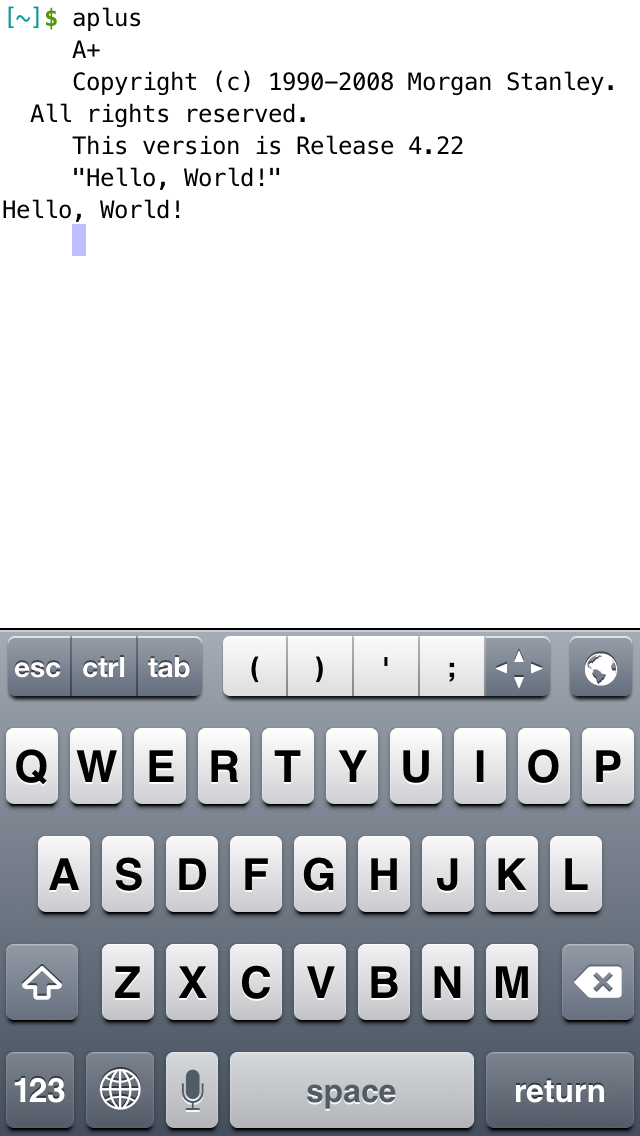 [~]$ aplus
A+
Copyright (c) 1990-2008 Morgan Stanley.
All rights reserved.
This version is Release 4.22
"Hello, World!"
Hello, World!
esc ctrl tab ( ) ' ;
Q W E R T Y U I O P
A S D F G H J K L
Z X C V B N M
123 space return